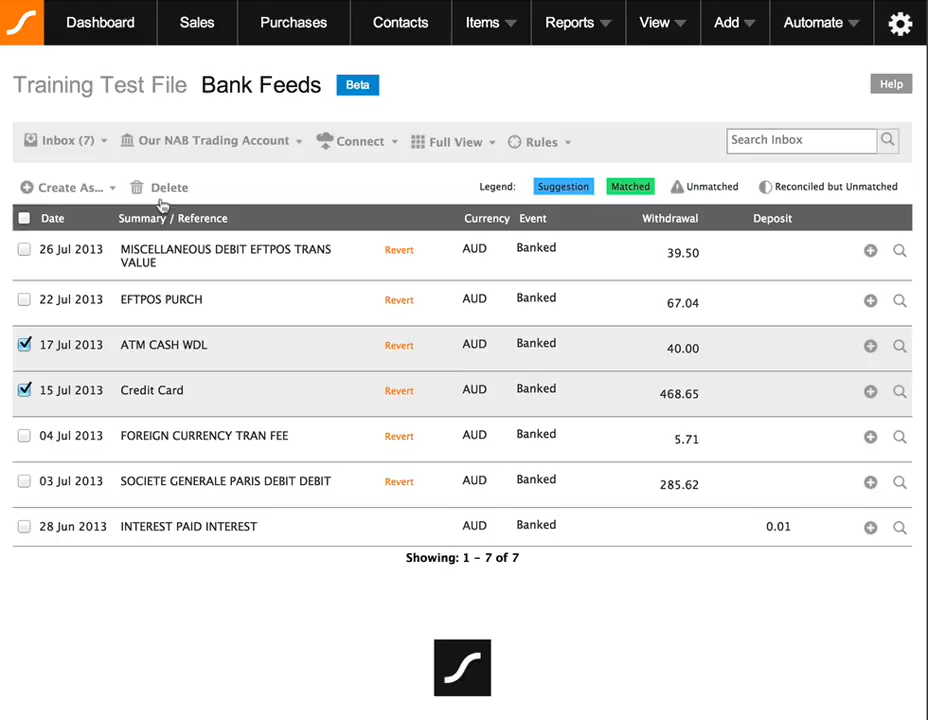 Dashboard Sales Purchases Contacts Items Reports View Add Automate
Training Test File Bank Feeds Beta Help
Inbox (7) Our NAB Trading Account Connect Full View Rules Search Inbox
Create As... Delete Legend: Suggestion Matched Unmatched Reconciled but Unmatched
Date Summary / Reference Currency Event Withdrawal Deposit
26 Jul 2013 MISCELLANEOUS DEBIT EFTPOS TRANS Revert AUD Banked 39.50
VALUE
22 Jul 2013 EFTPOS PURCH Revert AUD Banked 67.04
17 Jul 2013 ATM CASH WDL Revert AUD Banked 40.00
15 Jul 2013 Credit Card Revert AUD Banked 468.65
04 Jul 2013 FOREIGN CURRENCY TRAN FEE Revert AUD Banked 5.71
03 Jul 2013 SOCIETE GENERALE PARIS DEBIT DEBIT Revert AUD Banked 285.62
28 Jun 2013 INTEREST PAID INTEREST AUD Banked 0.01
Showing: 1 – 7 of 7